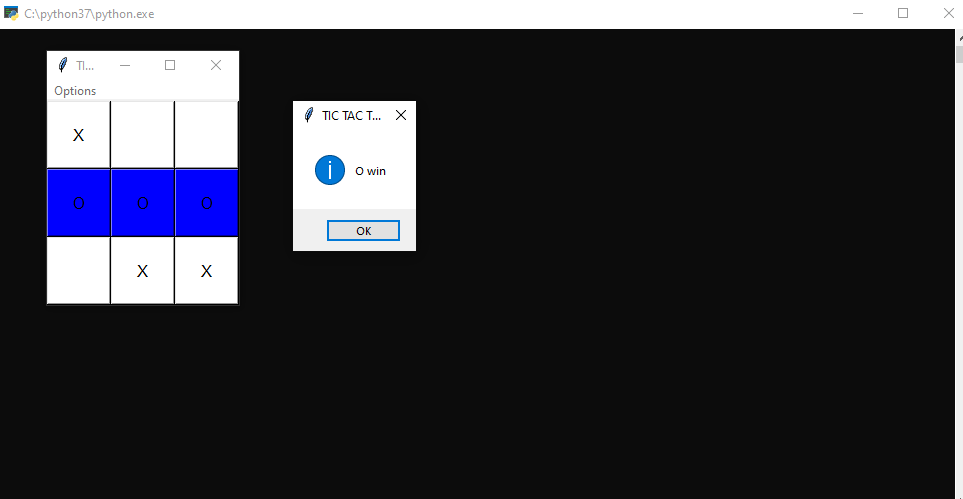 C:\python37\python.exe
TI...
Options
X
O O O
X X
TIC TAC T...
i
O win
OK